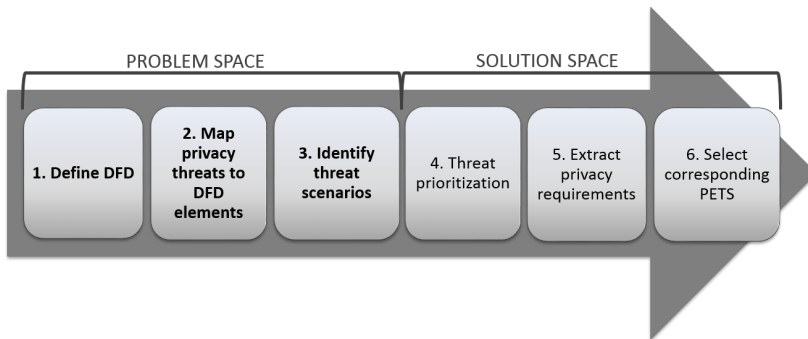 PROBLEM SPACE
SOLUTION SPACE
1. Define DFD
2. Map
privacy
threats to
DFD
elements
3. Identify
threat
scenarios
4. Threat
prioritization
5. Extract
privacy
requirements
6. Select
corresponding
PETS